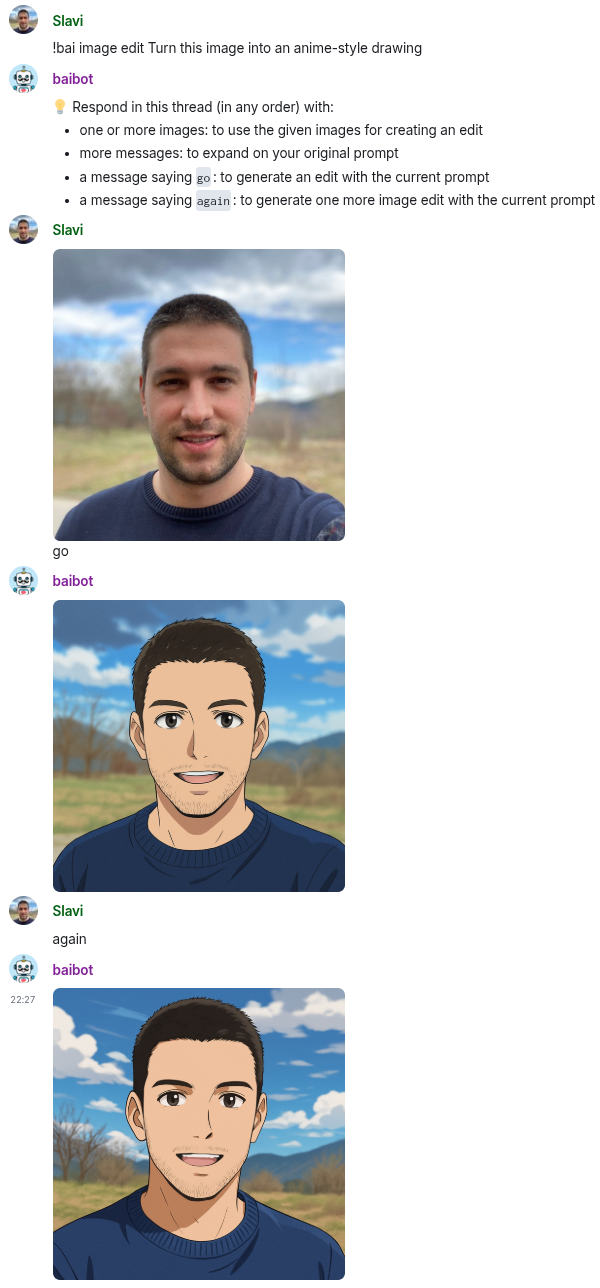 Slavi
!bai image edit Turn this image into an anime-style drawing
baibot
💡 Respond in this thread (in any order) with:
• one or more images: to use the given images for creating an edit
• more messages: to expand on your original prompt
• a message saying go: to generate an edit with the current prompt
• a message saying again: to generate one more image edit with the current prompt
Slavi
go
baibot
Slavi
again
baibot
22:27